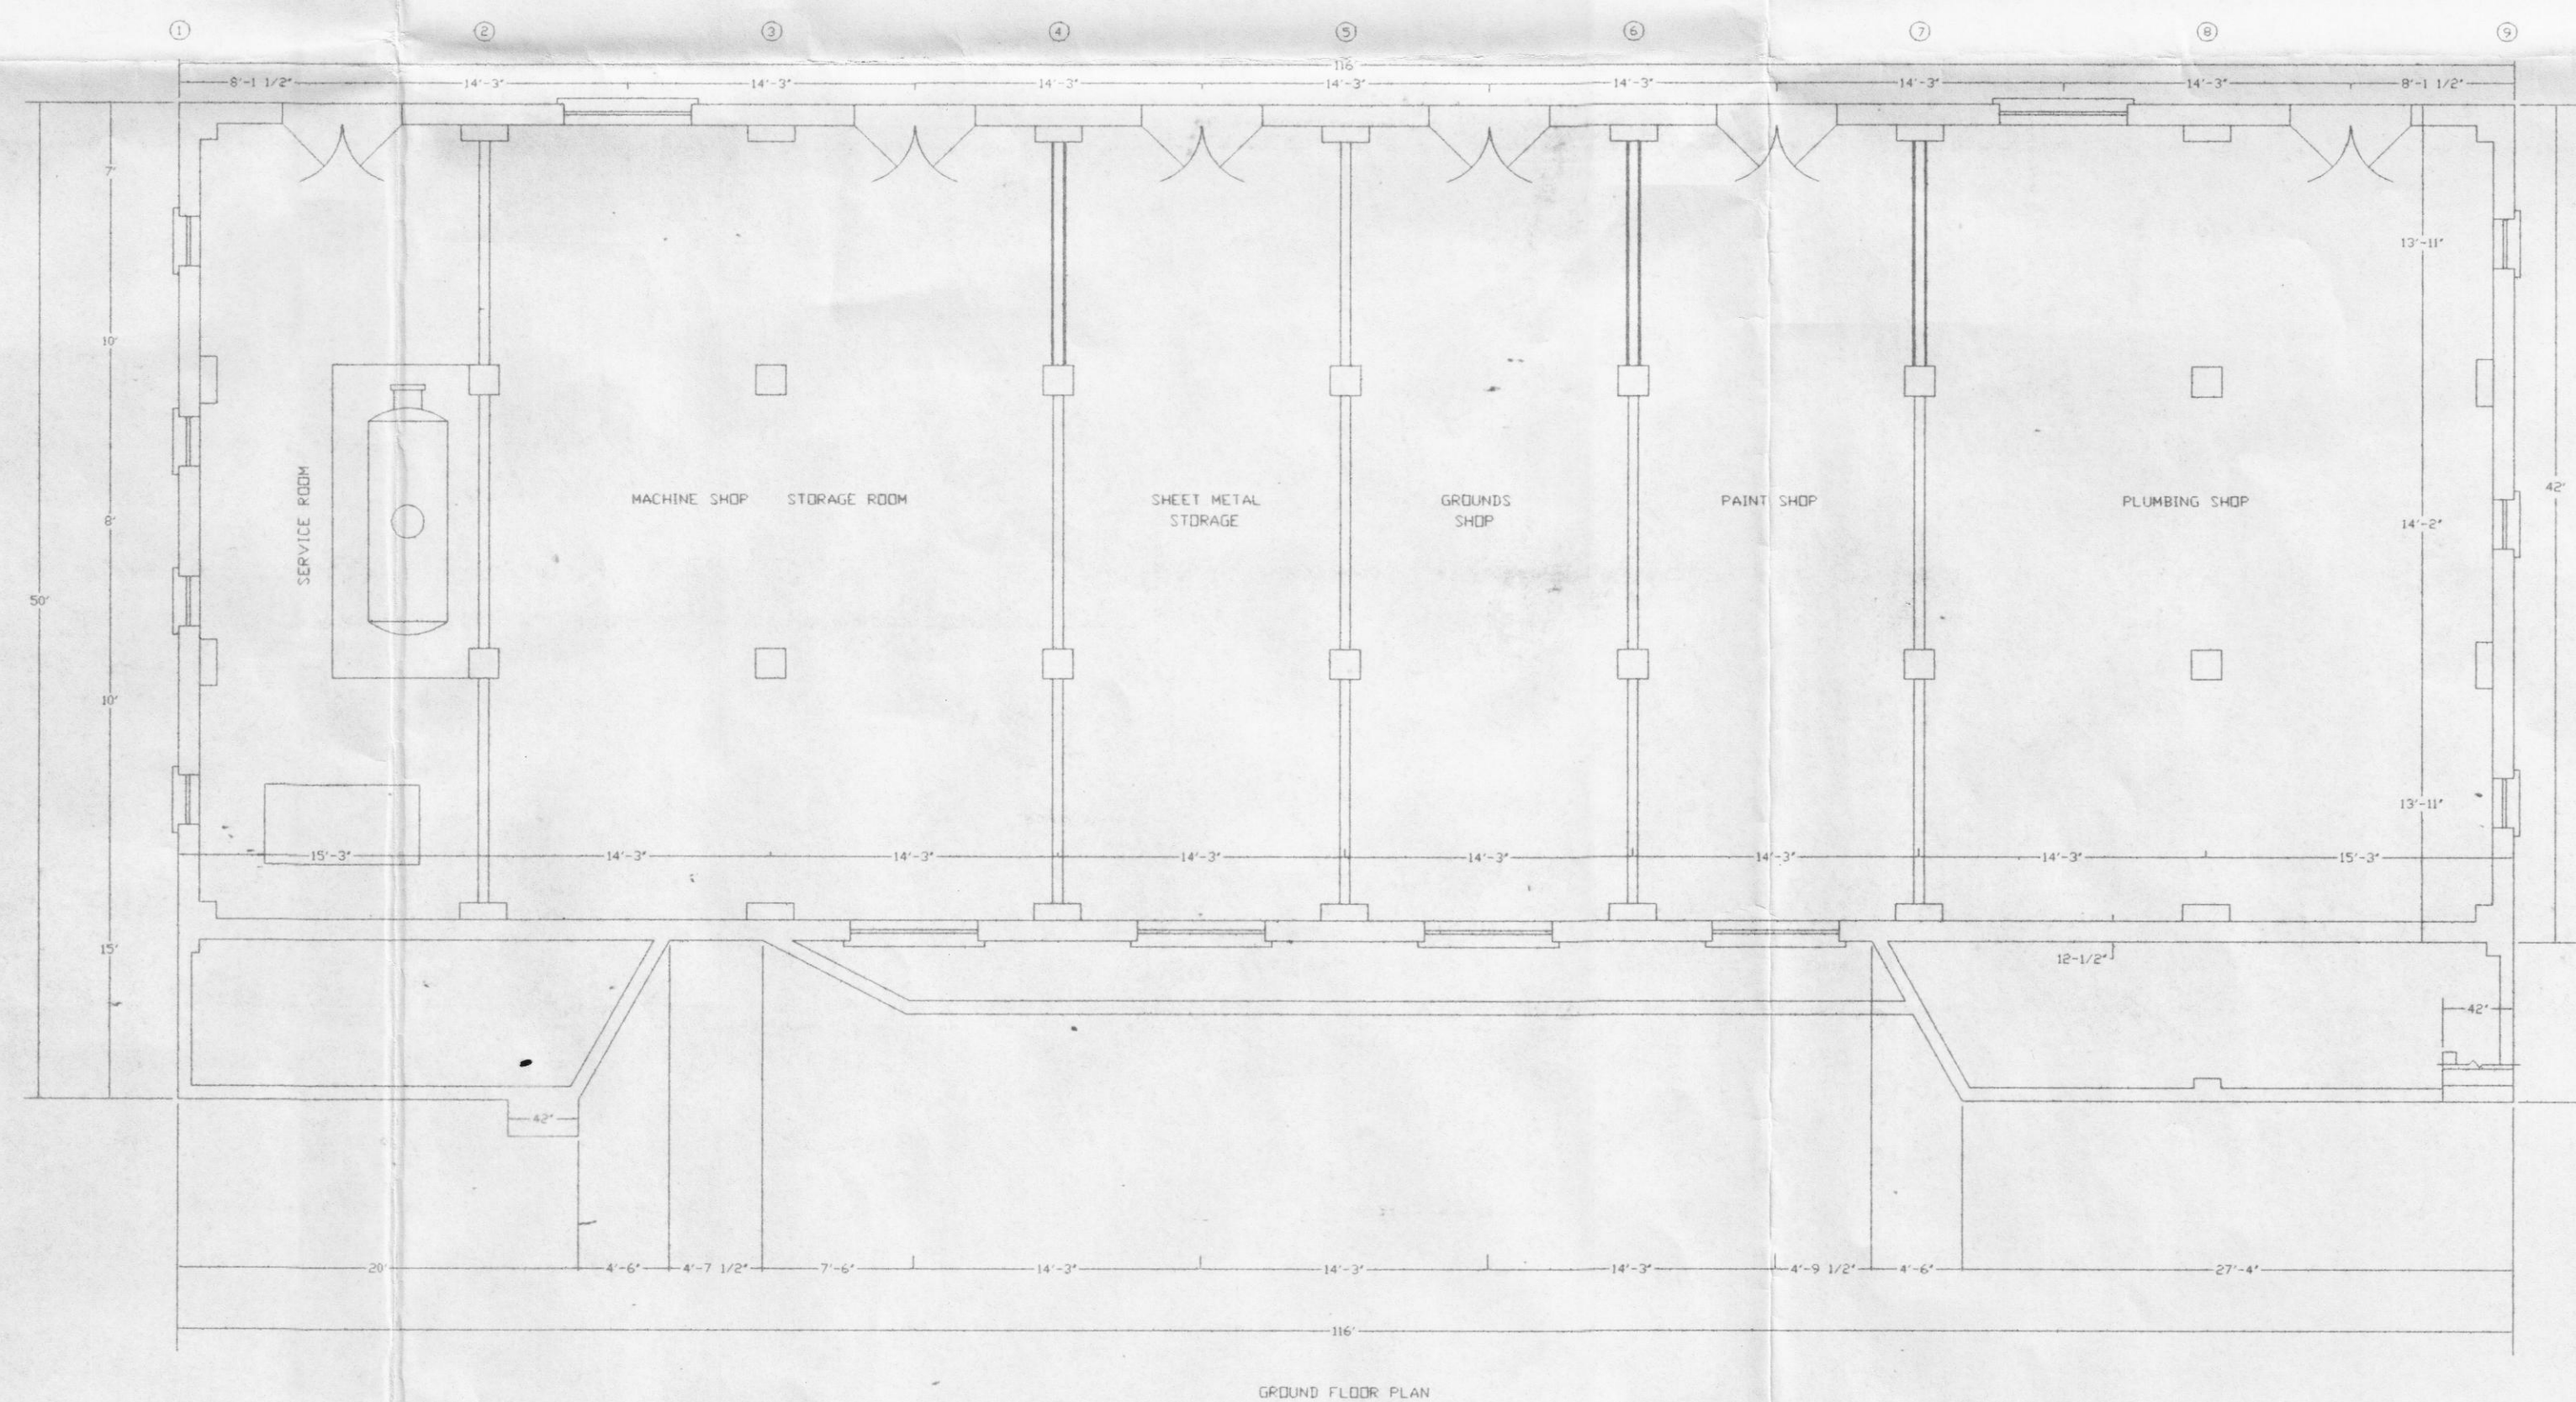 1 2 3 4 5 6 7 8 9
116
8'-1 1/2" 14'-3" 14'-3" 14'-3" 14'-3" 14'-3" 14'-3" 14'-3" 8'-1 1/2"
7'
13'-11"
10'
SERVICE ROOM
MACHINE SHOP STORAGE ROOM
SHEET METAL
STORAGE
GROUNDS
SHOP
PAINT SHOP
PLUMBING SHOP
42'
8'
14'-2"
50'
10'
13'-11"
15'-3" 14'-3" 14'-3" 14'-3" 14'-3" 14'-3" 14'-3" 15'-3"
15'
12-1/2"
42"
42"
20' 4'-6" 4'-7 1/2" 7'-6" 14'-3" 14'-3" 14'-3" 4'-9 1/2" 4'-6" 27'-4"
116'
GROUND FLOOR PLAN